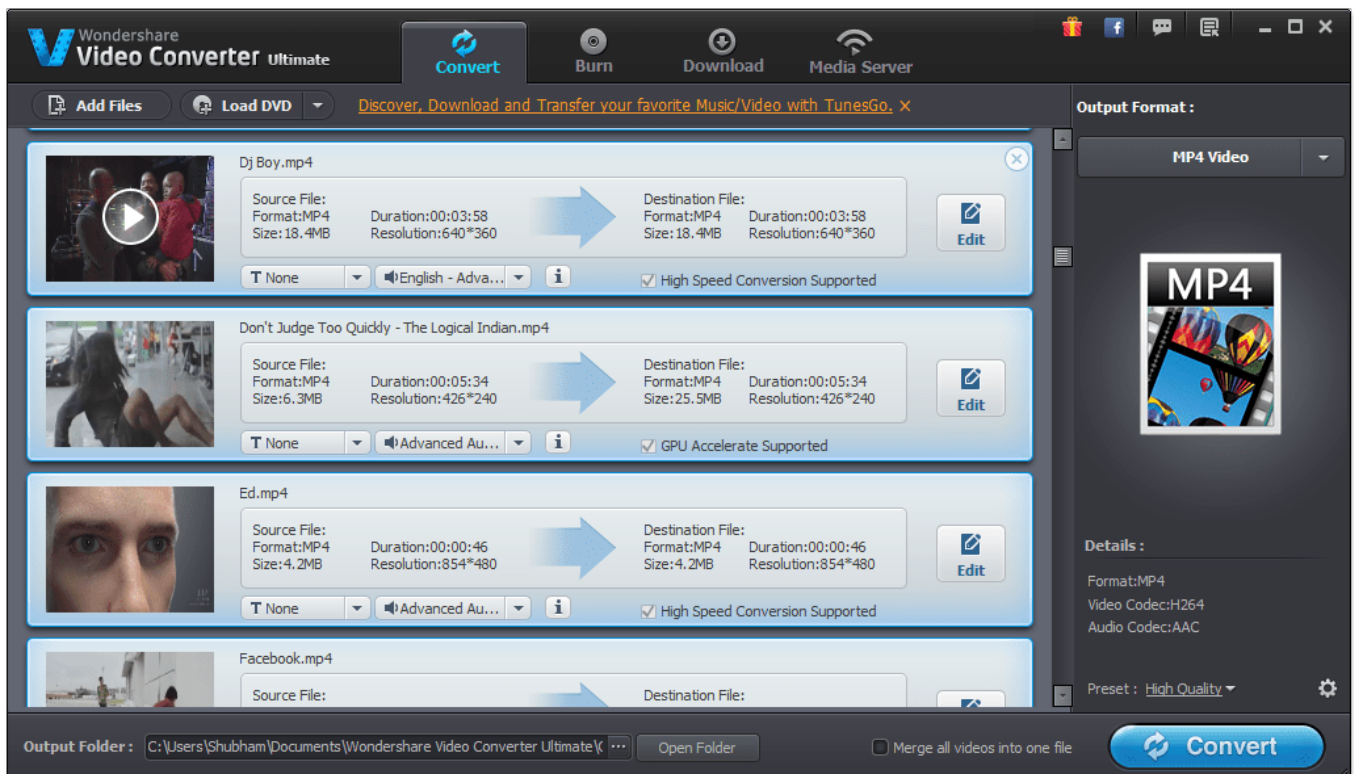 Wondershare
Video Converter Ultimate
Convert
Burn
Download
Media Server
Add Files
Load DVD
Discover, Download and Transfer your favorite Music/Video with TunesGo. ×
Output Format :
MP4 Video
Dj Boy.mp4
Source File:
Format:MP4 Duration:00:03:58
Size:18.4MB Resolution:640*360
Destination File:
Format:MP4 Duration:00:03:58
Size:18.4MB Resolution:640*360
Edit
T None
English - Adva...
i
High Speed Conversion Supported
Don't Judge Too Quickly - The Logical Indian.mp4
Source File:
Format:MP4 Duration:00:05:34
Size:6.3MB Resolution:426*240
Destination File:
Format:MP4 Duration:00:05:34
Size:25.5MB Resolution:426*240
Edit
T None
Advanced Au...
i
GPU Accelerate Supported
Ed.mp4
Source File:
Format:MP4 Duration:00:00:46
Size:4.2MB Resolution:854*480
Destination File:
Format:MP4 Duration:00:00:46
Size:4.2MB Resolution:854*480
Edit
T None
Advanced Au...
i
High Speed Conversion Supported
Facebook.mp4
Source File:
Destination File:
MP4
Details :
Format:MP4
Video Codec:H264
Audio Codec:AAC
Preset : High Quality
Output Folder : C:\Users\Shubham\Documents\Wondershare Video Converter Ultimate\ ...
Open Folder
Merge all videos into one file
Convert